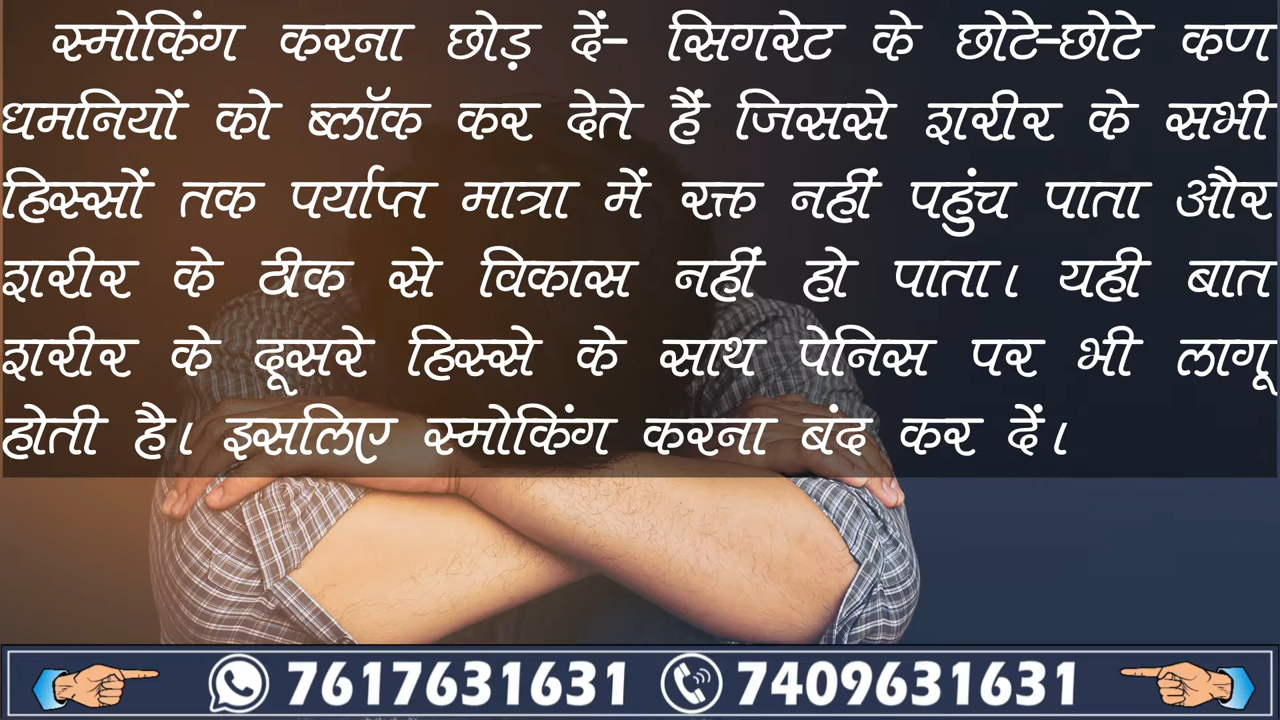 स्मोकिंग करना छोड़ दें- सिगरेट के छोटे-छोटे कण
धमनियों को ब्लॉक कर देते हैं जिससे शरीर के सभी
हिस्सों तक पर्याप्त मात्रा में रक्त नहीं पहुंच पाता और
शरीर के ठीक से विकास नहीं हो पाता। यही बात
शरीर के दूसरे हिस्से के साथ पेनिस पर भी लागू
होती है। इसलिए स्मोकिंग करना बंद कर दें।
7617631631 7409631631